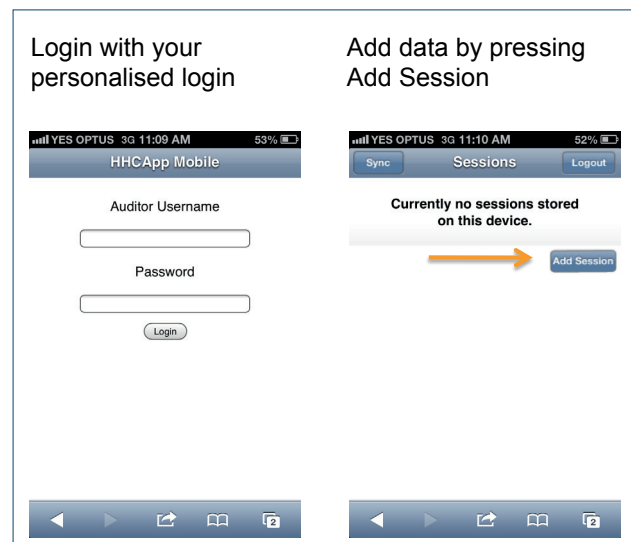 Login with your
personalised login
YES OPTUS 3G 11:09 AM 53%
HHCApp Mobile
Auditor Username
Password
Login
2
Add data by pressing
Add Session
YES OPTUS 3G 11:10 AM 52%
Sync Sessions Logout
Currently no sessions stored
on this device.
Add Session
2